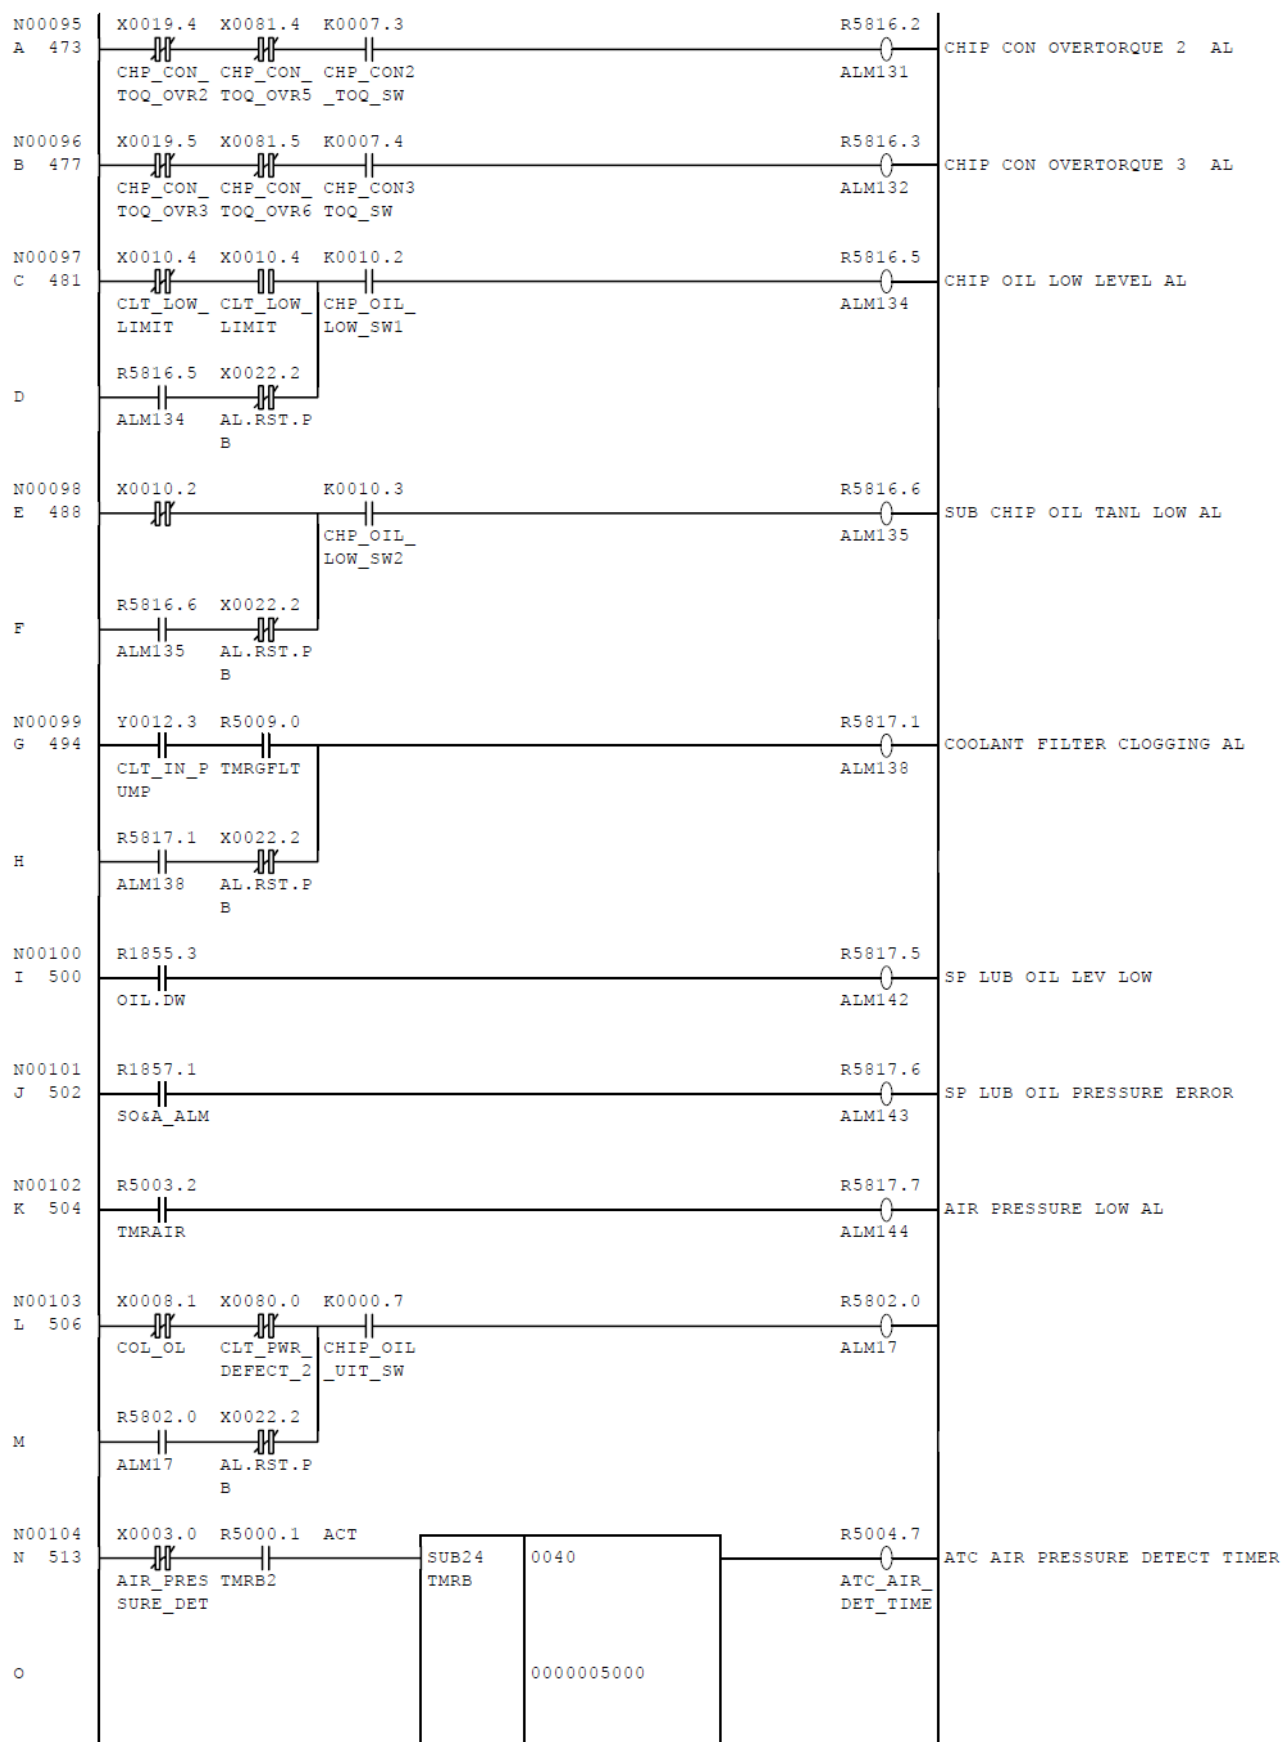 N00095 X0019.4 X0081.4 K0007.3 R5816.2
A 473 CHIP CON OVERTORQUE 2 AL
CHP_CON_ CHP_CON_ CHP_CON2 ALM131
TOQ_OVR2 TOQ_OVR5 _TOQ_SW
N00096 X0019.5 X0081.5 K0007.4 R5816.3
B 477 CHIP CON OVERTORQUE 3 AL
CHP_CON_ CHP_CON_ CHP_CON3 ALM132
TOQ_OVR3 TOQ_OVR6 TOQ_SW
N00097 X0010.4 X0010.4 K0010.2 R5816.5
C 481 CHIP OIL LOW LEVEL AL
CLT_LOW_ CLT_LOW_ CHP_OIL_ ALM134
LIMIT LIMIT LOW_SW1
R5816.5 X0022.2
D
ALM134 AL.RST.P
B
N00098 X0010.2 K0010.3 R5816.6
E 488 SUB CHIP OIL TANL LOW AL
CHP_OIL_ ALM135
LOW_SW2
R5816.6 X0022.2
F
ALM135 AL.RST.P
B
N00099 Y0012.3 R5009.0 R5817.1
G 494 COOLANT FILTER CLOGGING AL
CLT_IN_P TMRGFLT ALM138
UMP
R5817.1 X0022.2
H
ALM138 AL.RST.P
B
N00100 R1855.3 R5817.5
I 500 SP LUB OIL LEV LOW
OIL.DW ALM142
N00101 R1857.1 R5817.6
J 502 SP LUB OIL PRESSURE ERROR
SO&A_ALM ALM143
N00102 R5003.2 R5817.7
K 504 AIR PRESSURE LOW AL
TMRAIR ALM144
N00103 X0008.1 X0080.0 K0000.7 R5802.0
L 506
COL_OL CLT_PWR_ CHIP_OIL ALM17
DEFECT_2 _UIT_SW
R5802.0 X0022.2
M
ALM17 AL.RST.P
B
N00104 X0003.0 R5000.1 ACT R5004.7
N 513 SUB24 0040 ATC AIR PRESSURE DETECT TIMER
AIR_PRES TMRB2 TMRB ATC_AIR_
SURE_DET DET_TIME
O 0000005000